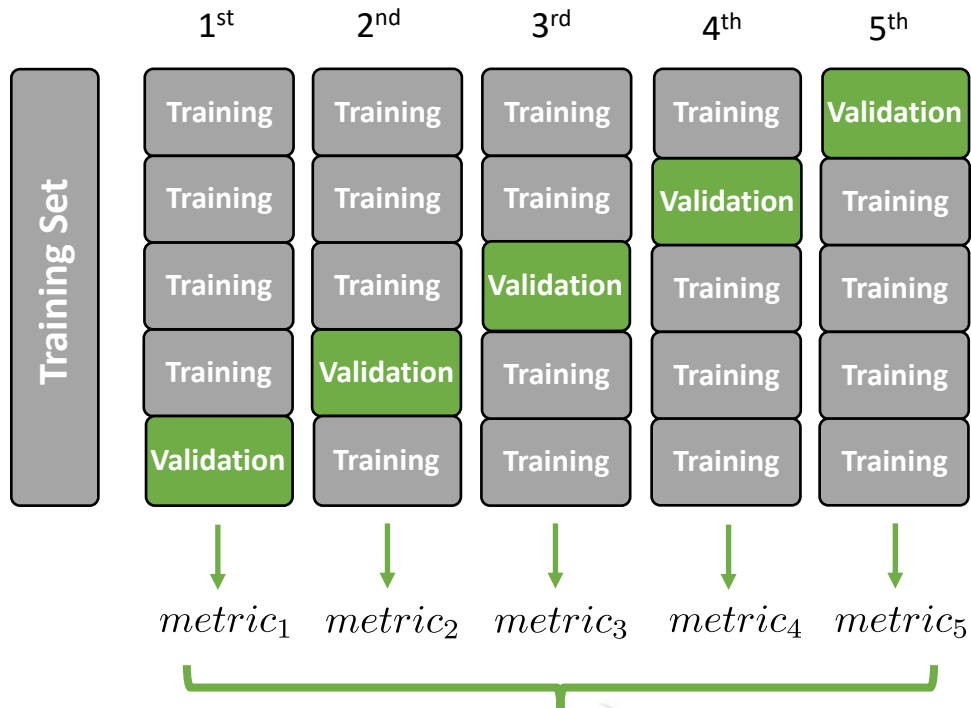 1st 2nd 3rd 4th 5th
Training Set
Training Training Training Training Validation
Training Training Training Validation Training
Training Training Validation Training Training
Training Validation Training Training Training
Validation Training Training Training Training
metric1 metric2 metric3 metric4 metric5